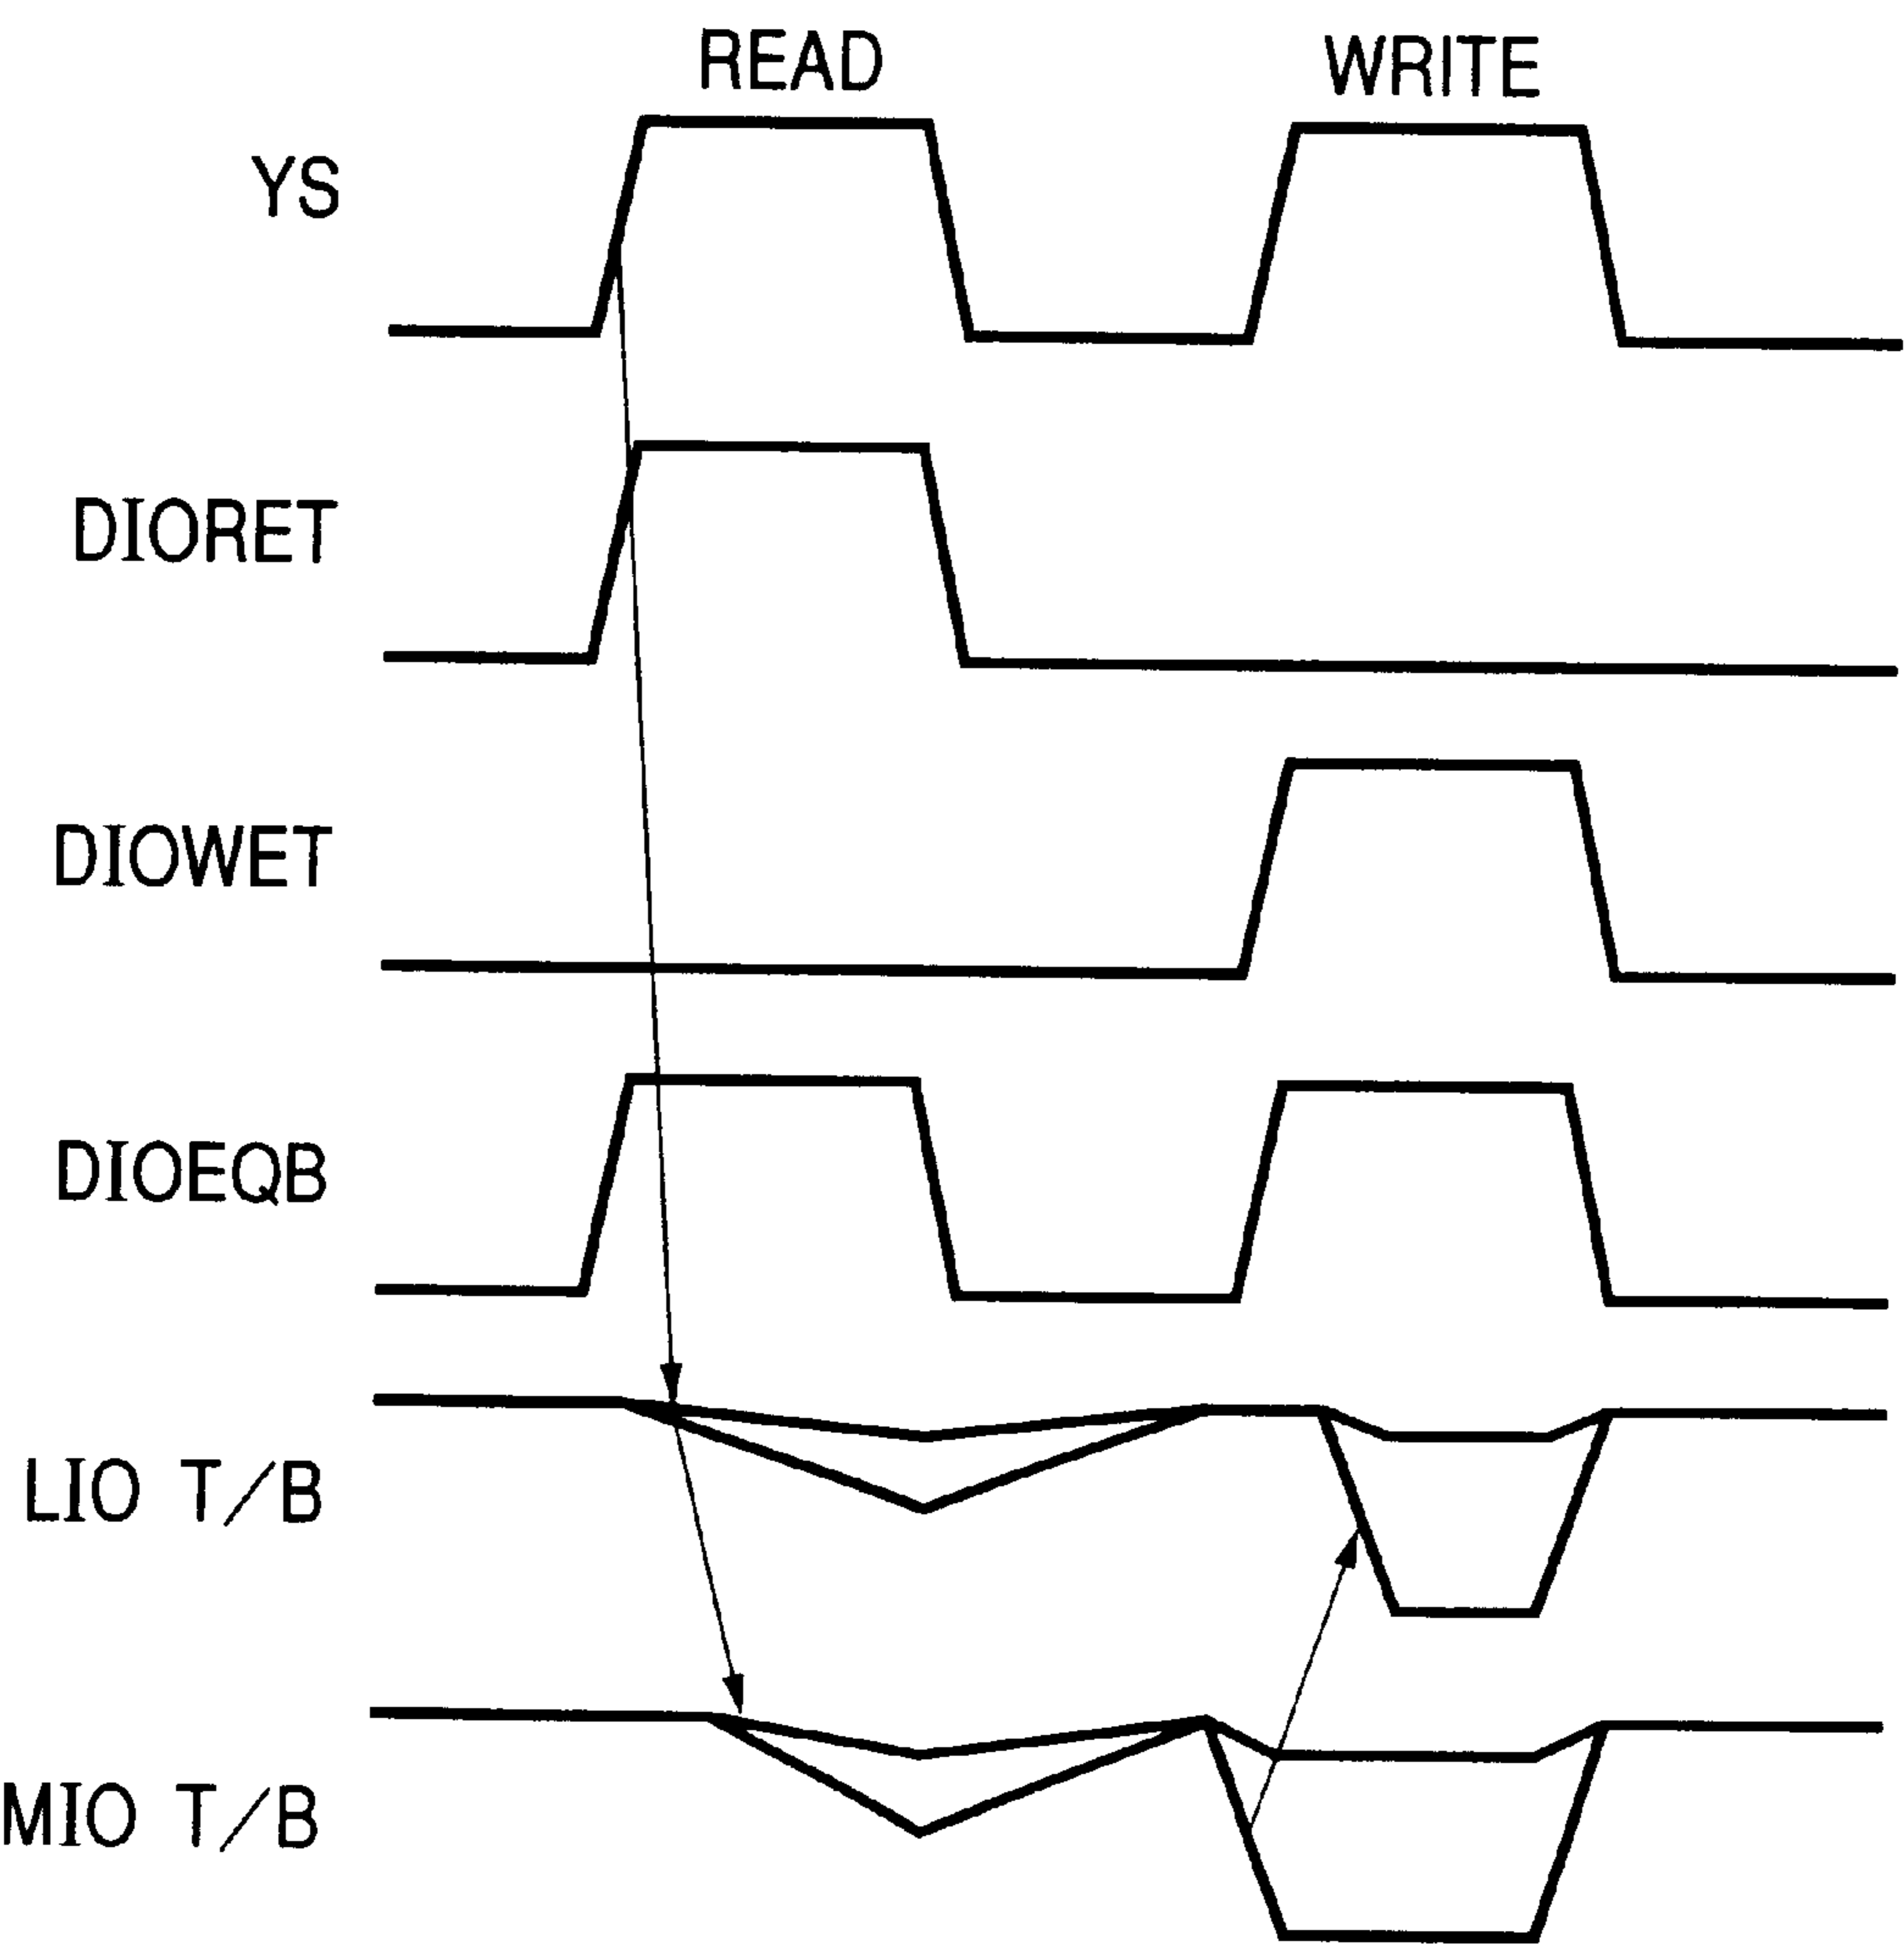 READ WRITE
YS
DIORET
DIOWET
DIOEQB
LIO T/B
MIO T/B